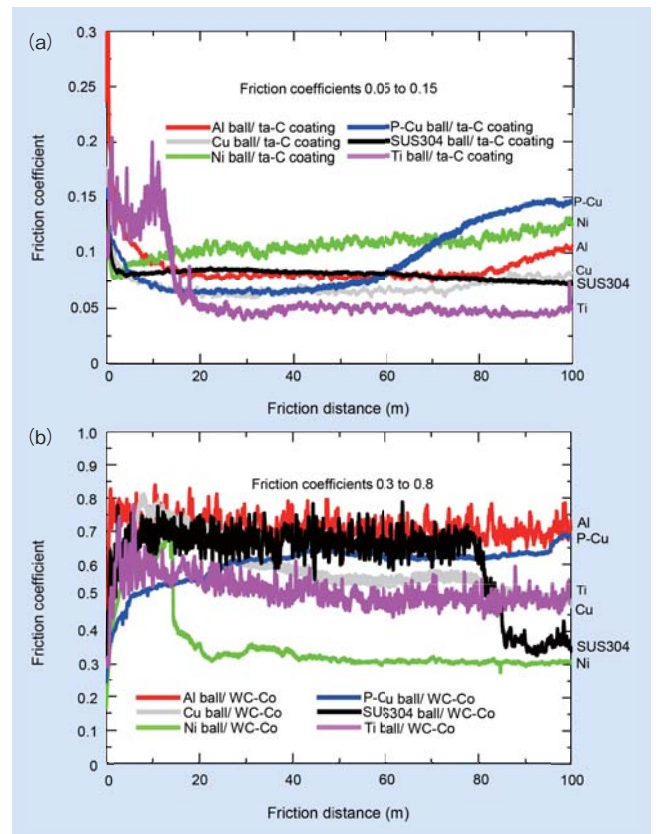 (a)
0.3
0.25
0.2
0.15
0.1
0.05
0
Friction coefficient
Friction coefficients 0.05 to 0.15
Al ball/ ta-C coating P-Cu ball/ ta-C coating
Cu ball/ ta-C coating SUS304 ball/ ta-C coating
Ni ball/ ta-C coating Ti ball/ ta-C coating
P-Cu
Ni
Al
Cu
SUS304
Ti
0 20 40 60 80 100
Friction distance (m)
(b)
1.0
0.9
0.8
0.7
0.6
0.5
0.4
0.3
0.2
0.1
0
Friction coefficient
Friction coefficients 0.3 to 0.8
Al
P-Cu
Ti
Cu
SUS304
Ni
Al ball/ WC-Co P-Cu ball/ WC-Co
Cu ball/ WC-Co SUS304 ball/ WC-Co
Ni ball/ WC-Co Ti ball/ WC-Co
0 20 40 60 80 100
Friction distance (m)